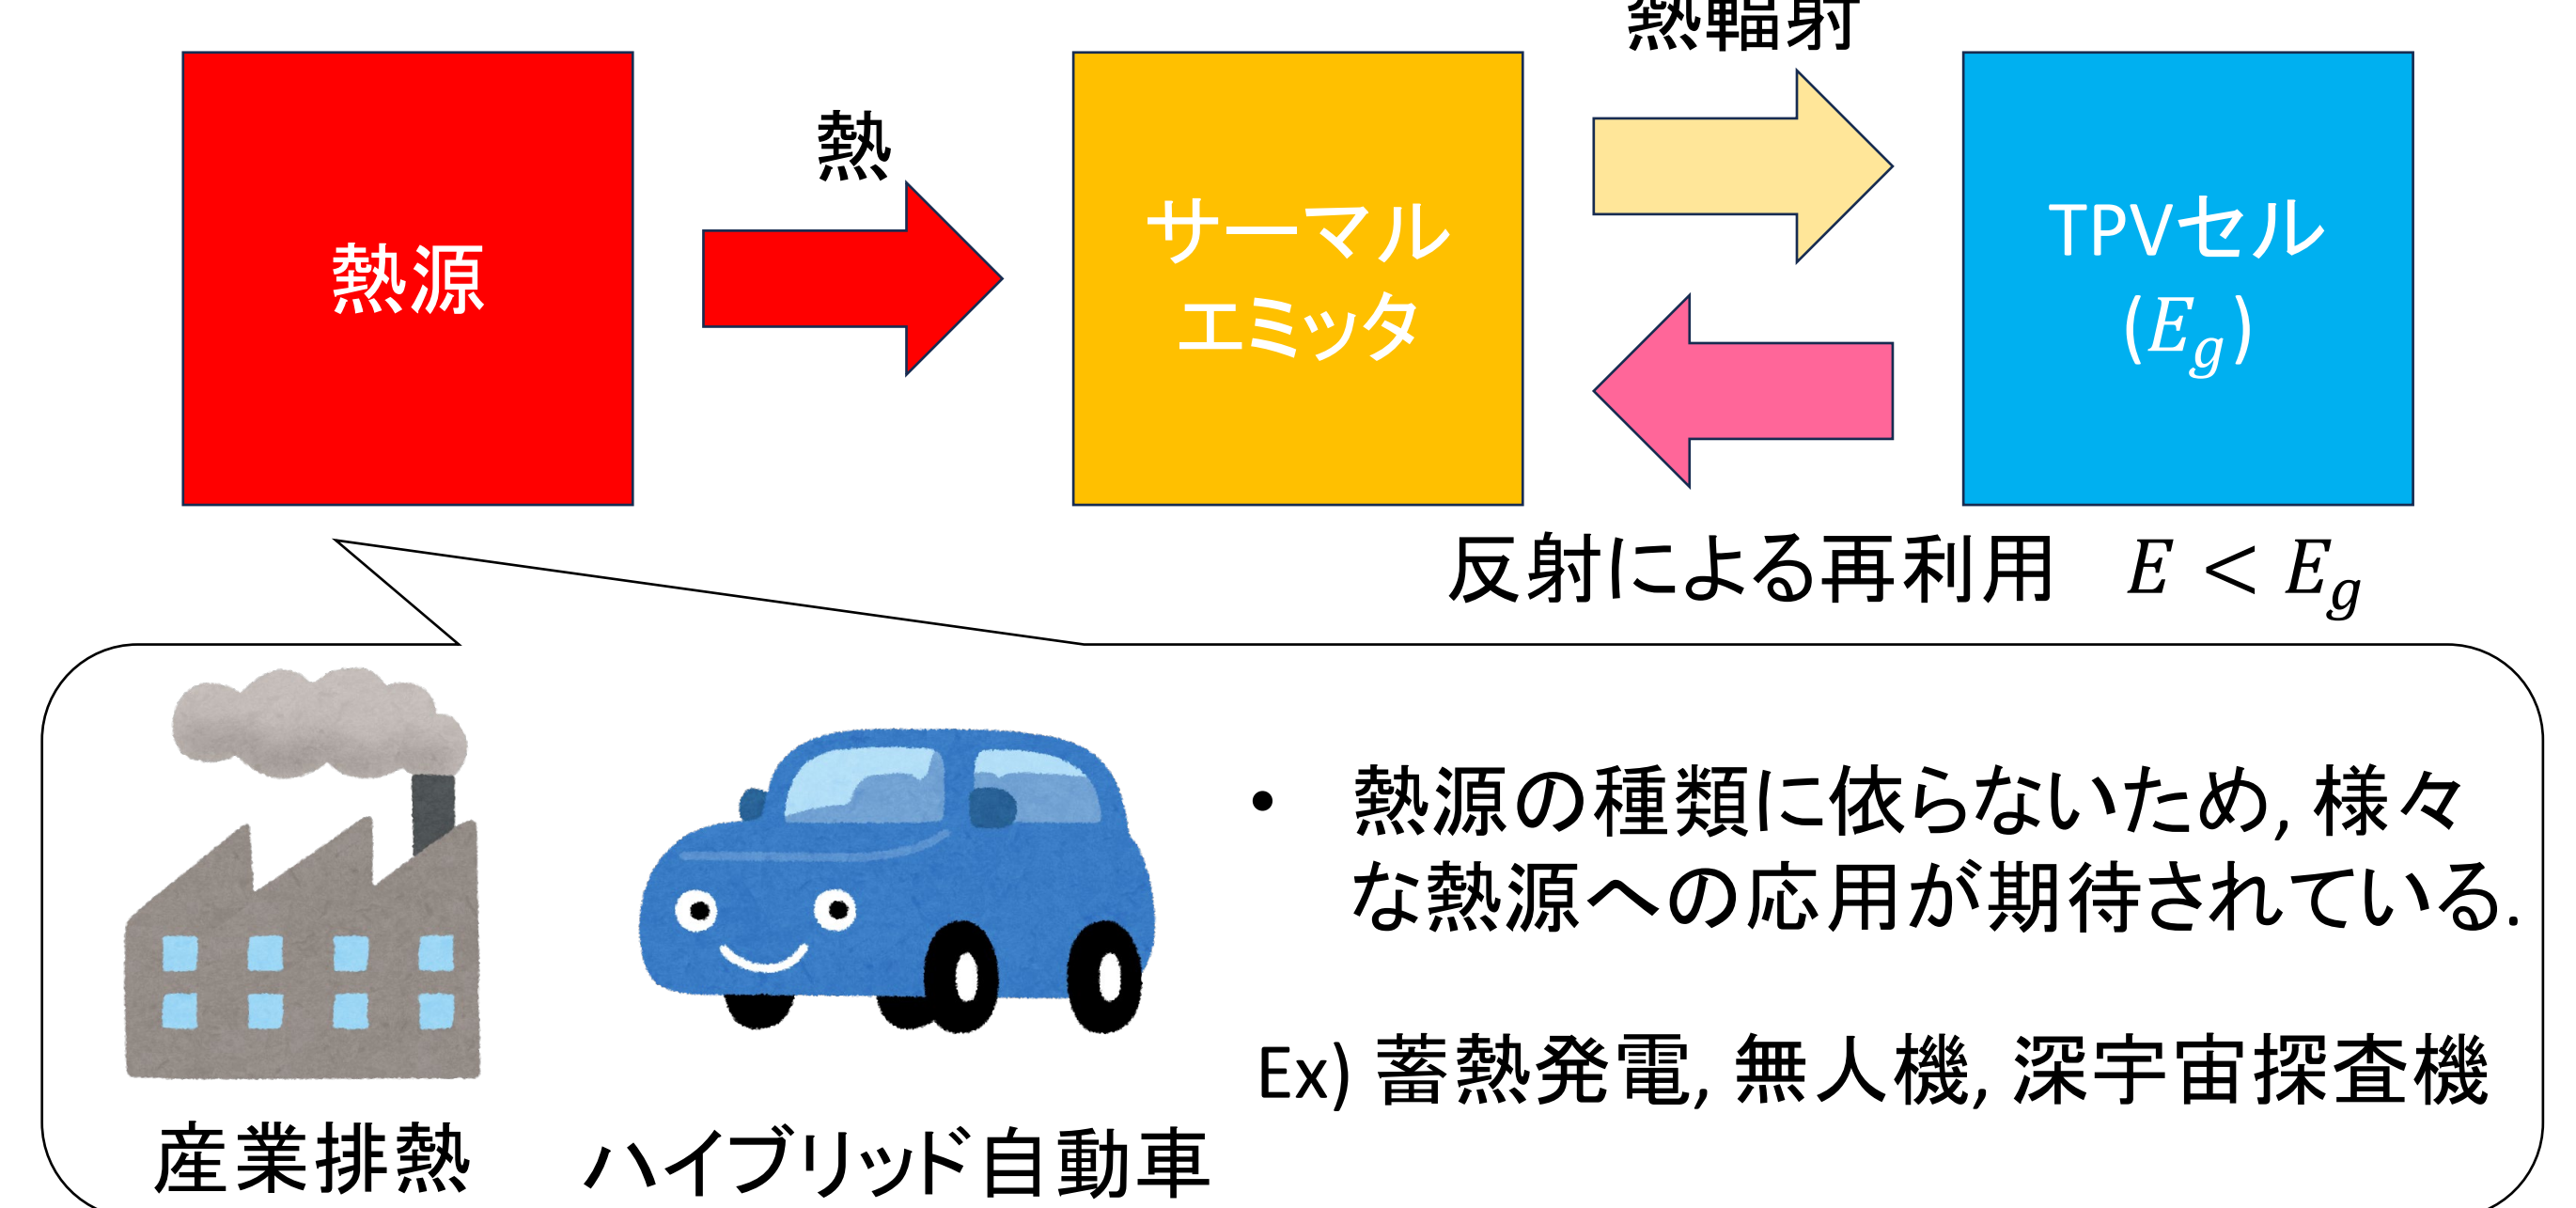 熱輻射
熱
熱源
サーマル
エミッタ
TPVセル
(E_g)
反射による再利用 E < E_g
• 熱源の種類に依らないため, 様々
な熱源への応用が期待されている.
Ex) 蓄熱発電, 無人機, 深宇宙探査機
産業排熱
ハイブリッド自動車